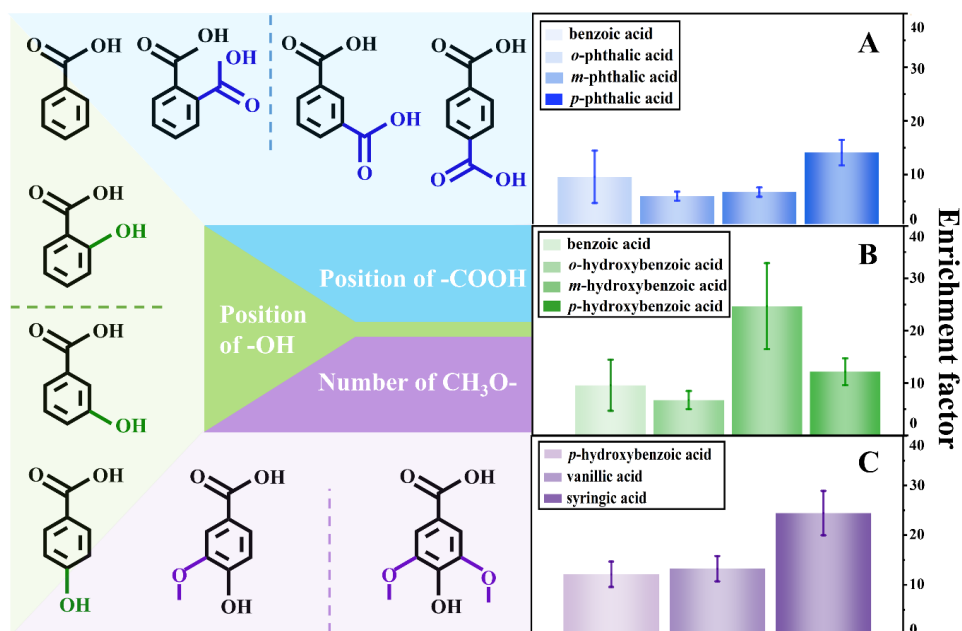 O
OH
O
OH
OH
O
O
OH
OH
O
O
OH
O
OH
O
OH
OH
O
OH
OH
O
OH
OH
O
OH
O
OH
O
OH
O
O
OH
Position of -COOH
Position
of -OH
Number of CH₃O-
A
benzoic acid
o-phthalic acid
m-phthalic acid
p-phthalic acid
40
30
20
10
0
B
benzoic acid
o-hydroxybenzoic acid
m-hydroxybenzoic acid
p-hydroxybenzoic acid
40
30
20
10
0
C
p-hydroxybenzoic acid
vanillic acid
syringic acid
40
30
20
10
0
Enrichment factor